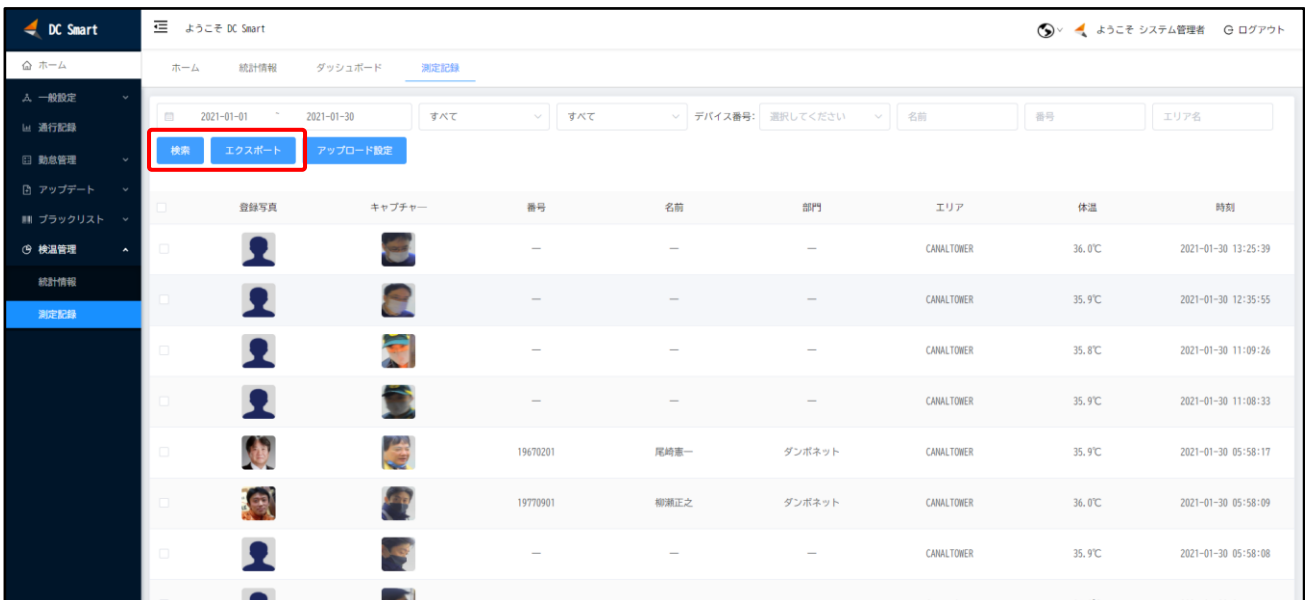 DC Smart
ようこそ DC Smart
ようこそ システム管理者 ログアウト
ホーム
一般設定
通行記録
勤怠管理
アップデート
ブラックリスト
検温管理
統計情報
測定記録
ホーム 統計情報 ダッシュボード 測定記録
2021-01-01 ~ 2021-01-30 すべて すべて デバイス番号: 選択してください 名前 番号 エリア名
検索 エクスポート アップロード設定
登録写真 キャプチャー 番号 名前 部門 エリア 体温 時刻
— — — CANALTOWER 36.0℃ 2021-01-30 13:25:39
— — — CANALTOWER 35.9℃ 2021-01-30 12:35:55
— — — CANALTOWER 35.8℃ 2021-01-30 11:09:26
— — — CANALTOWER 35.9℃ 2021-01-30 11:08:33
19670201 尾崎憲一 ダンボネット CANALTOWER 35.9℃ 2021-01-30 05:58:17
19770901 柳瀬正之 ダンボネット CANALTOWER 36.0℃ 2021-01-30 05:58:09
— — — CANALTOWER 35.9℃ 2021-01-30 05:58:08